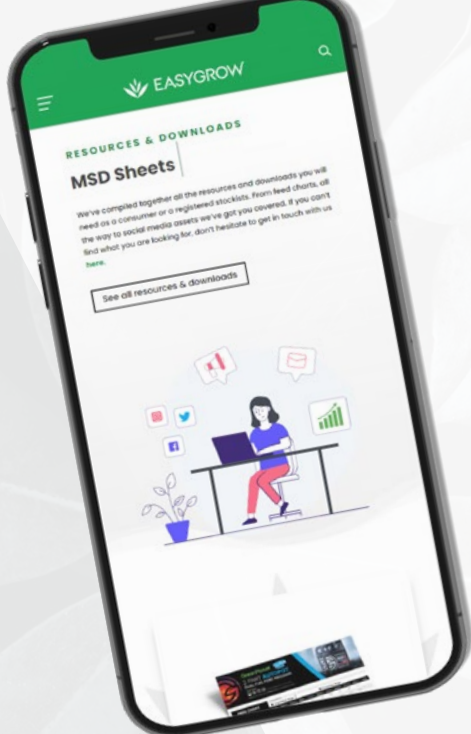 EASYGROW
RESOURCES & DOWNLOADS
MSD Sheets
We've compiled together all the resources and downloads you will
need as a consumer or a registered stockists. From feed charts, all
the way to social media assets we've got you covered. If you can't
find what you are looking for, don't hesitate to get in touch with us
here.
See all resources & downloads